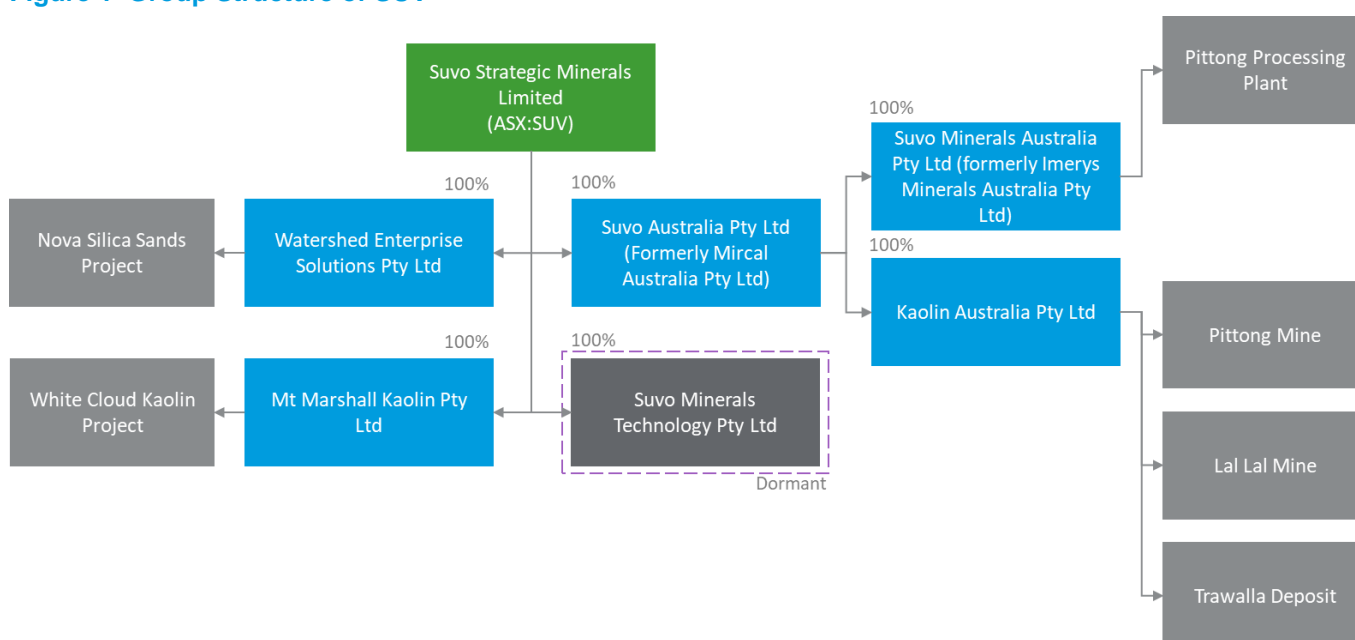 Suvo Strategic Minerals
Limited
(ASX:SUV)
Pittong Processing
Plant
100%
Suvo Minerals Australia
Pty Ltd (formerly Imerys
Minerals Australia Pty
Ltd)
100%
100%
Nova Silica Sands
Project
Watershed Enterprise
Solutions Pty Ltd
Suvo Australia Pty Ltd
(Formerly Mircal
Australia Pty Ltd)
100%
Kaolin Australia Pty Ltd
Pittong Mine
100%
100%
White Cloud Kaolin
Project
Mt Marshall Kaolin Pty
Ltd
Suvo Minerals
Technology Pty Ltd
Dormant
Lal Lal Mine
Trawalla Deposit